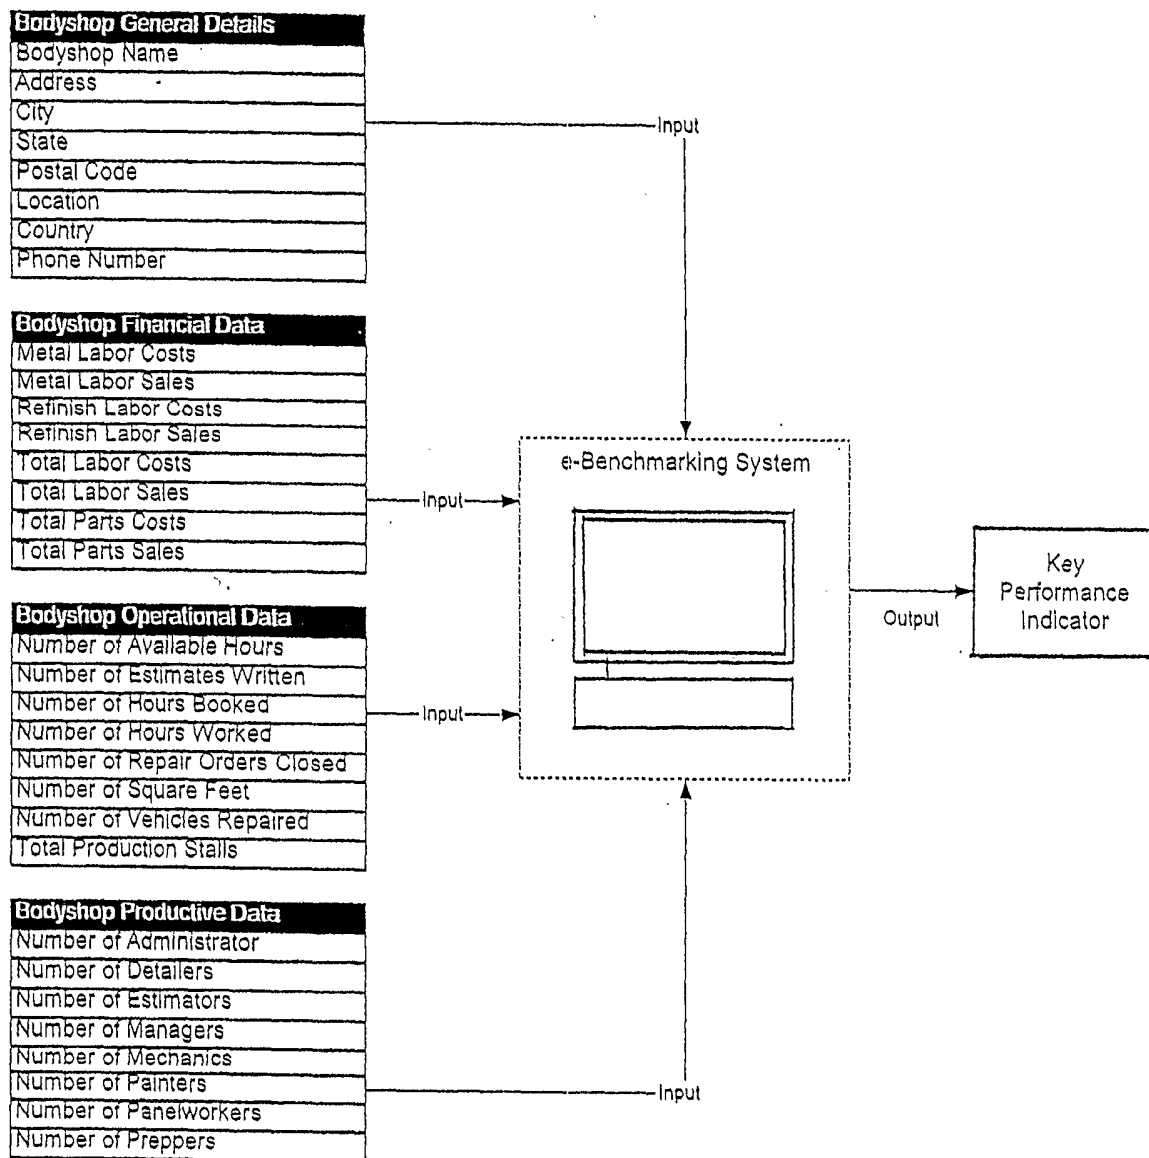 Bodyshop General Details
Bodyshop Name
Address
City
State
Postal Code
Location
Country
Phone Number
Input
Bodyshop Financial Data
Metal Labor Costs
Metal Labor Sales
Refinish Labor Costs
Refinish Labor Sales
Total Labor Costs
Total Labor Sales
Total Parts Costs
Total Parts Sales
Input
e-Benchmarking System
Key
Performance
Indicator
Output
Bodyshop Operational Data
Number of Available Hours
Number of Estimates Written
Number of Hours Booked
Number of Hours Worked
Number of Repair Orders Closed
Number of Square Feet
Number of Vehicles Repaired
Total Production Stalls
Input
Bodyshop Productive Data
Number of Administrator
Number of Detailers
Number of Estimators
Number of Managers
Number of Mechanics
Number of Painters
Number of Panelworkers
Number of Preppers
Input